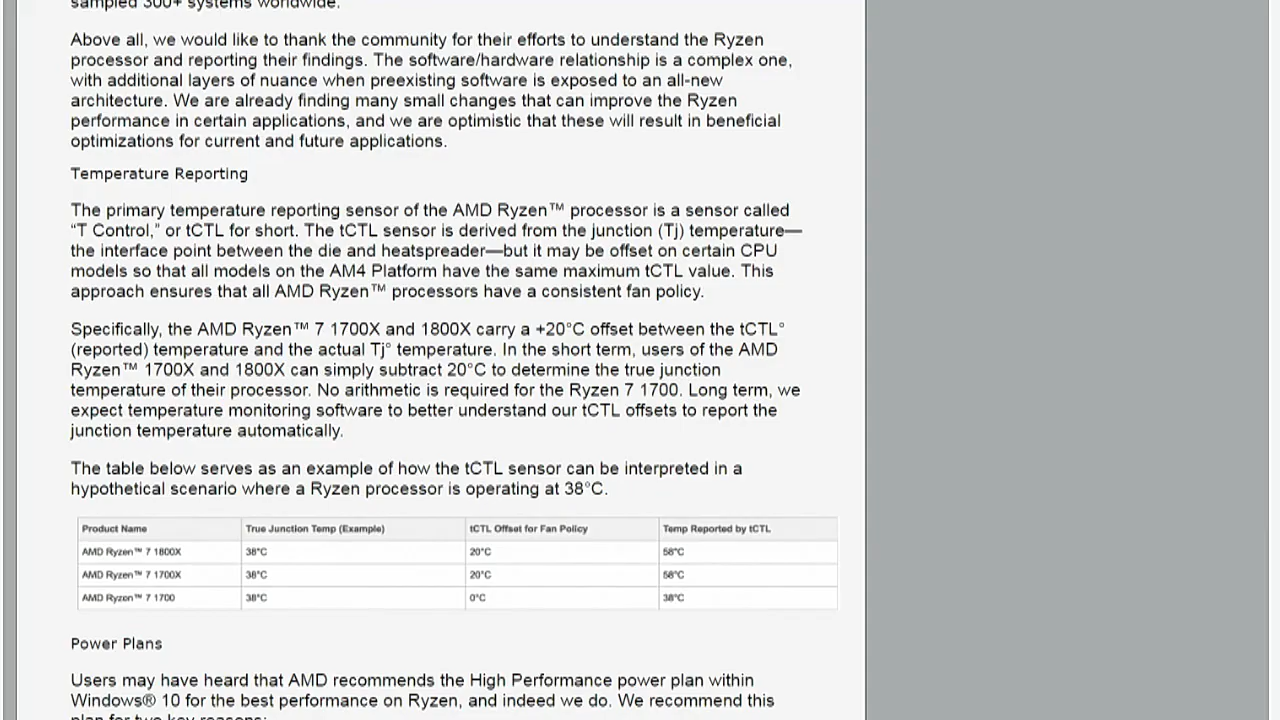 sampled 300+ systems worldwide.
Above all, we would like to thank the community for their efforts to understand the Ryzen
processor and reporting their findings. The software/hardware relationship is a complex one,
with additional layers of nuance when preexisting software is exposed to an all-new
architecture. We are already finding many small changes that can improve the Ryzen
performance in certain applications, and we are optimistic that these will result in beneficial
optimizations for current and future applications.
Temperature Reporting
The primary temperature reporting sensor of the AMD Ryzen™ processor is a sensor called
“T Control,” or tCTL for short. The tCTL sensor is derived from the junction (Tj) temperature—
the interface point between the die and heatspreader—but it may be offset on certain CPU
models so that all models on the AM4 Platform have the same maximum tCTL value. This
approach ensures that all AMD Ryzen™ processors have a consistent fan policy.
Specifically, the AMD Ryzen™ 7 1700X and 1800X carry a +20°C offset between the tCTL°
(reported) temperature and the actual Tj° temperature. In the short term, users of the AMD
Ryzen™ 1700X and 1800X can simply subtract 20°C to determine the true junction
temperature of their processor. No arithmetic is required for the Ryzen 7 1700. Long term, we
expect temperature monitoring software to better understand our tCTL offsets to report the
junction temperature automatically.
The table below serves as an example of how the tCTL sensor can be interpreted in a
hypothetical scenario where a Ryzen processor is operating at 38°C.
Product Name True Junction Temp (Example) tCTL Offset for Fan Policy Temp Reported by tCTL
AMD Ryzen™ 7 1800X 38°C 20°C 58°C
AMD Ryzen™ 7 1700X 38°C 20°C 58°C
AMD Ryzen™ 7 1700 38°C 0°C 38°C
Power Plans
Users may have heard that AMD recommends the High Performance power plan within
Windows® 10 for the best performance on Ryzen, and indeed we do. We recommend this
plan for two key reasons: